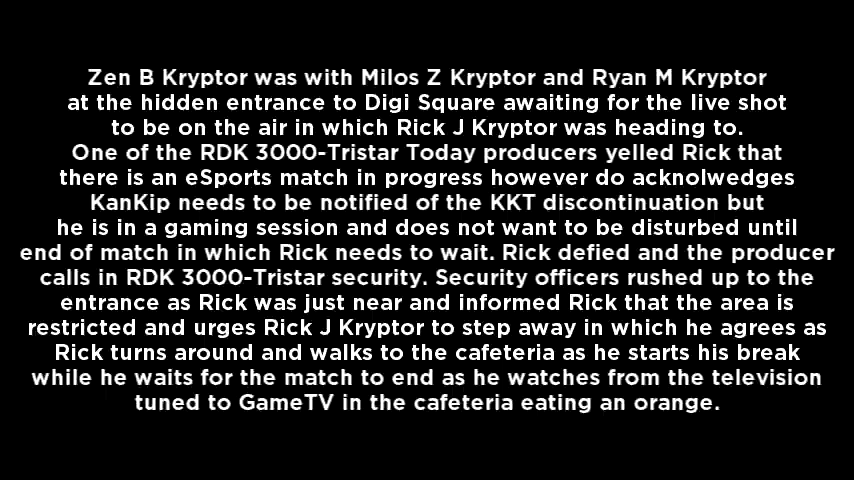 Zen B Kryptor was with Milos Z Kryptor and Ryan M Kryptor
at the hidden entrance to Digi Square awaiting for the live shot
to be on the air in which Rick J Kryptor was heading to.
One of the RDK 3000-Tristar Today producers yelled Rick that
there is an eSports match in progress however do acknolwedges
KanKip needs to be notified of the KKT discontinuation but
he is in a gaming session and does not want to be disturbed until
end of match in which Rick needs to wait. Rick defied and the producer
calls in RDK 3000-Tristar security. Security officers rushed up to the
entrance as Rick was just near and informed Rick that the area is
restricted and urges Rick J Kryptor to step away in which he agrees as
Rick turns around and walks to the cafeteria as he starts his break
while he waits for the match to end as he watches from the television
tuned to GameTV in the cafeteria eating an orange.